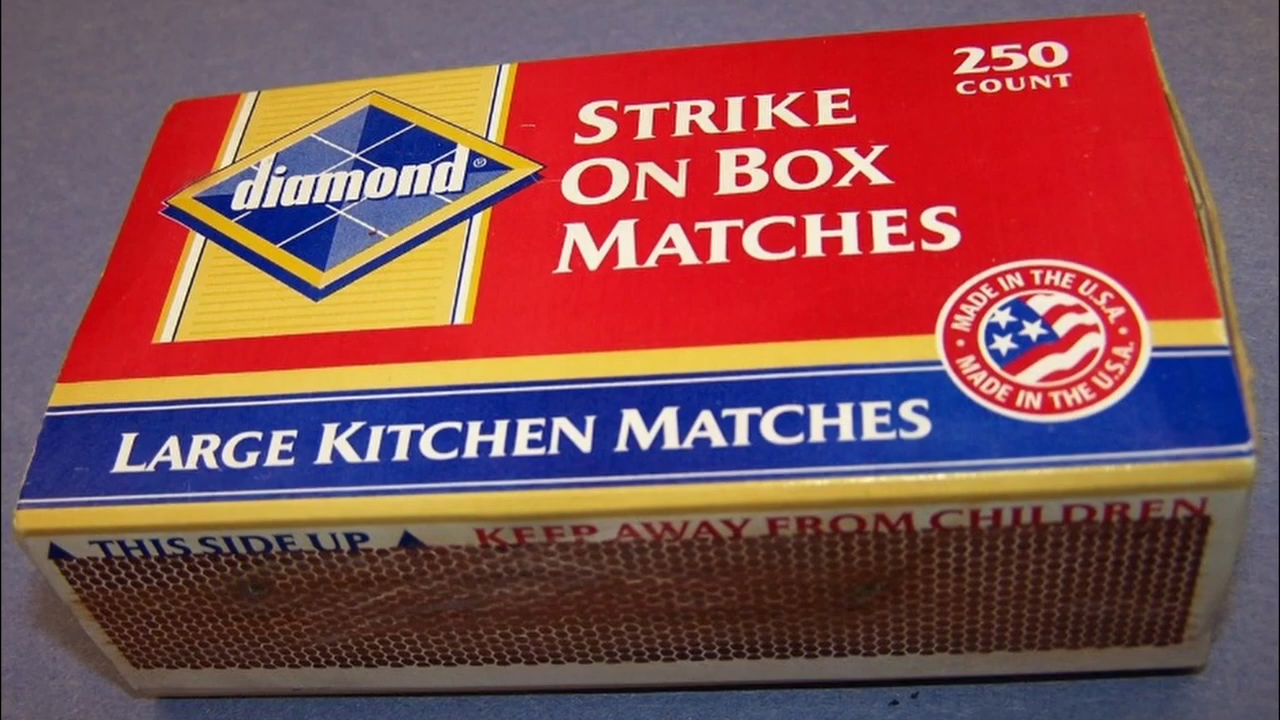 250
COUNT
STRIKE
ON BOX
MATCHES
diamond®
MADE IN THE U.S.A. •
MADE IN THE U.S.A. •
LARGE KITCHEN MATCHES
▲ THIS SIDE UP ▲ KEEP AWAY FROM CHILDREN